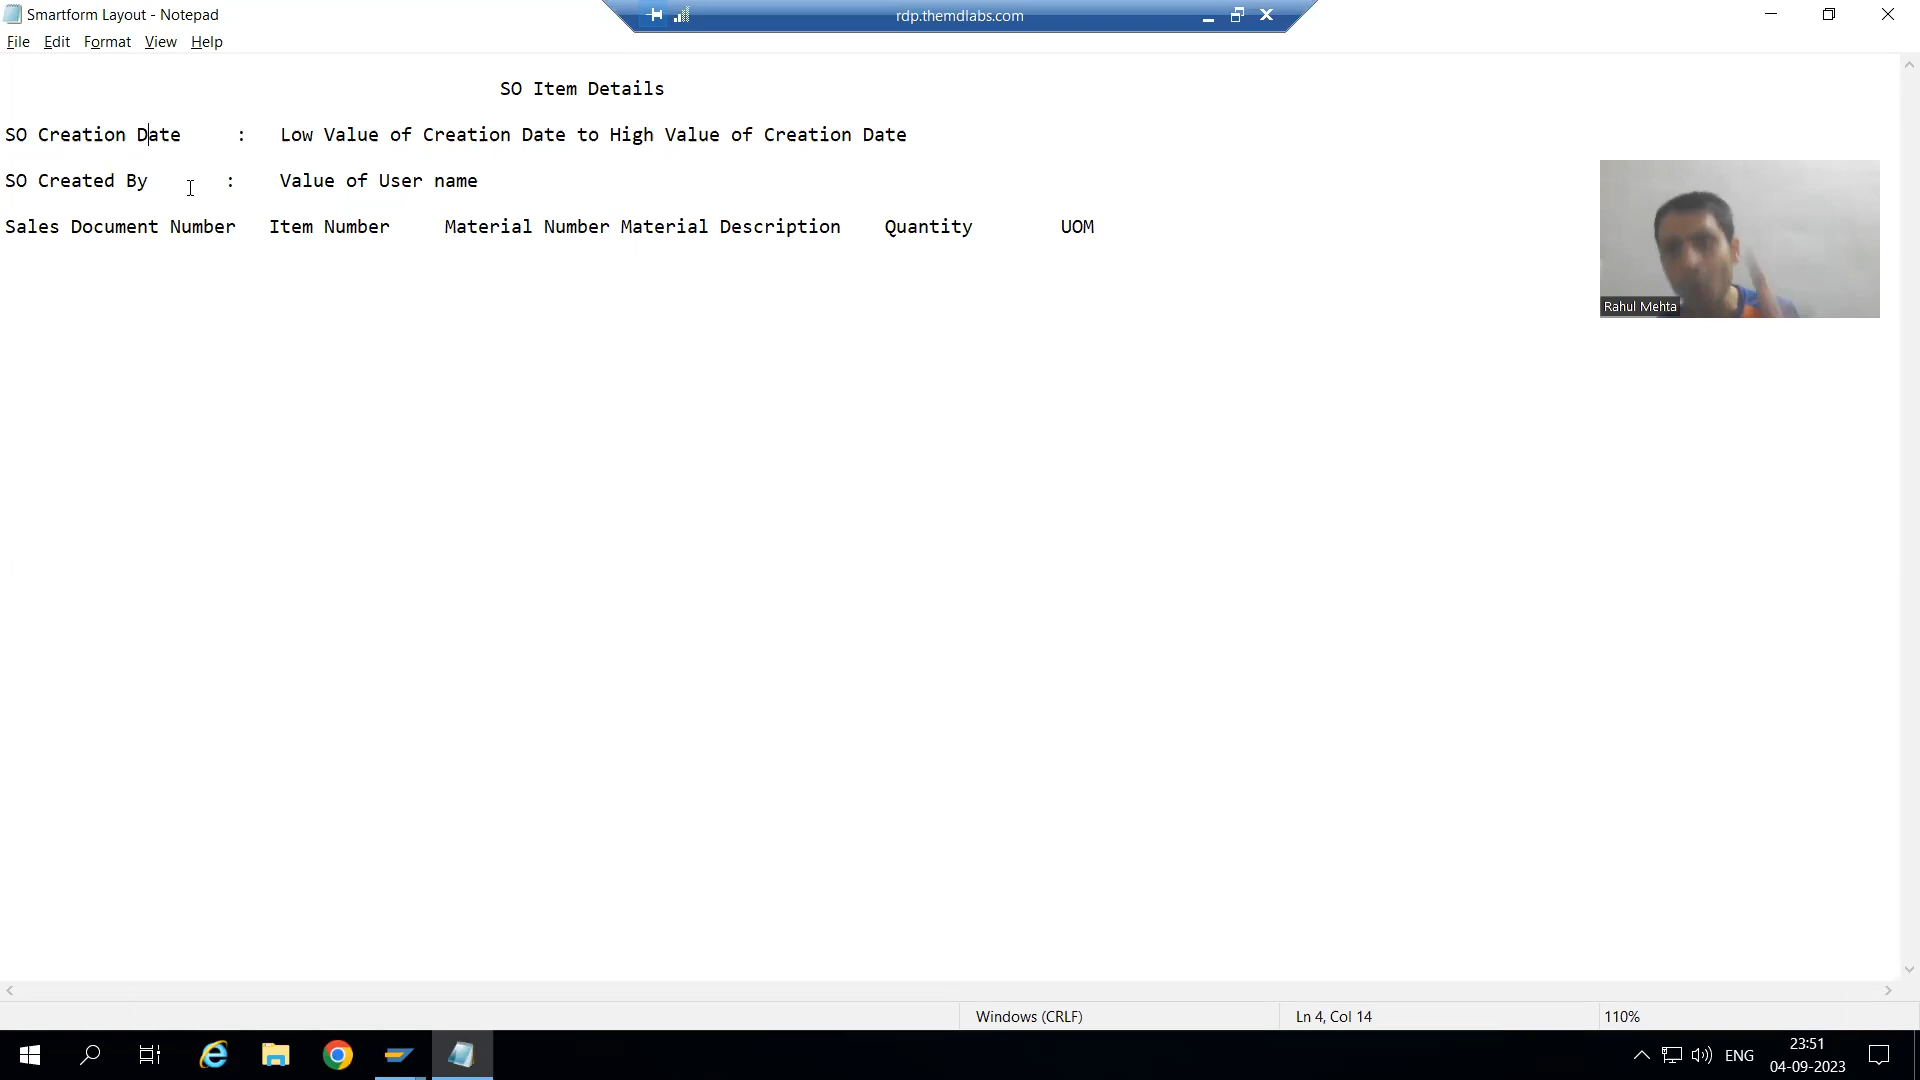 Smartform Layout - Notepad
rdp.themdlabs.com
File Edit Format View Help
SO Item Details
SO Creation Date : Low Value of Creation Date to High Value of Creation Date
SO Created By : Value of User name
Sales Document Number Item Number Material Number Material Description Quantity UOM
Rahul Mehta
Windows (CRLF) Ln 4, Col 14 110%
ENG
23:51
04-09-2023